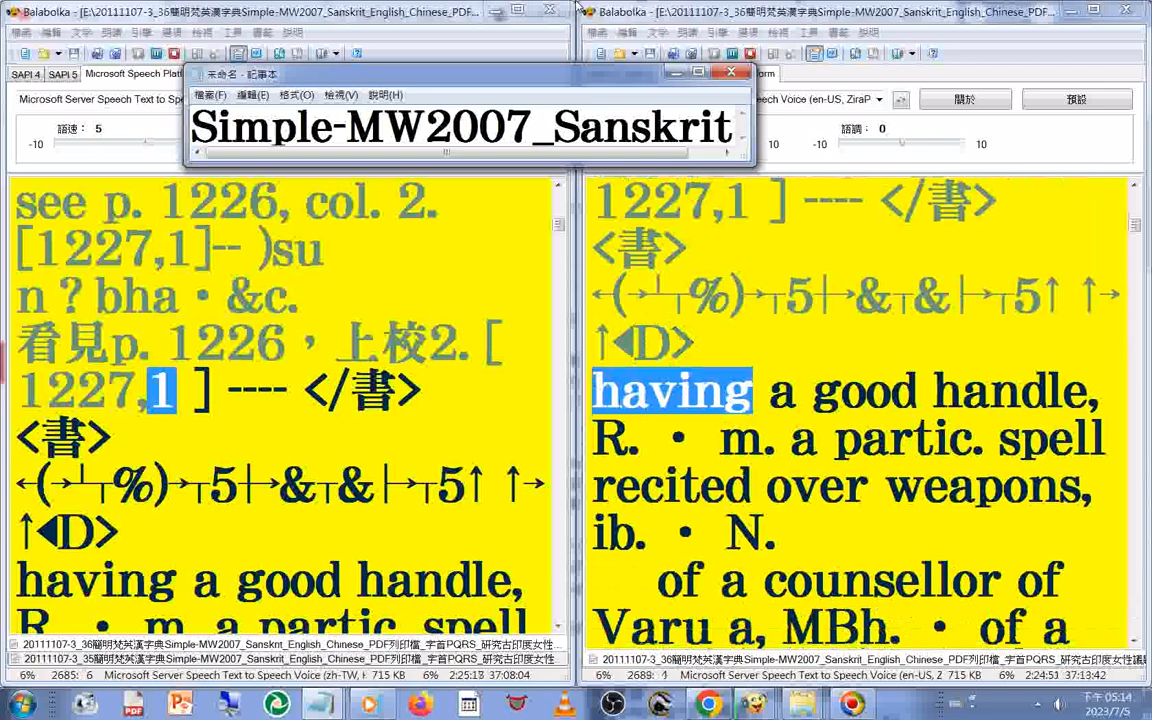 Balabolka - [E:\20111107-3_36簡明梵英漢字典Simple-MW2007_Sanskrit_English_Chinese_PDF...
Balabolka - [E:\20111107-3_36簡明梵英漢字典Simple-MW2007_Sanskrit_English_Chinese_PDF...
SAPI 4 SAPI 5 Microsoft Speech Platf
未命名 - 記事本
檔案(F) 編輯(E) 格式(O) 檢視(V) 說明(H)
Simple-MW2007_Sanskrit
Microsoft Server Speech Text to Sp
eech Voice (en-US, ZiraP
關於
預設
語速： 5
-10
語調： 0
10 -10 10
see p. 1226, col. 2.
[1227,1]-- )su
n？bha‧&c.
看見p. 1226，上校2. [
1227,1 ] ---- </書>
<書>
←(→┴┬%)→┬5├→&┬&├→┬5↑ ↑→
↑◀D>
having a good handle,
R. ‧ m. a partic. spell
1227,1 ] ---- </書>
<書>
←(→┴┬%)→┬5├→&┬&├→┬5↑ ↑→
↑◀D>
having a good handle,
R. ‧ m. a partic. spell
recited over weapons,
ib. ‧ N.
of a counsellor of
Varu a, MBh. ‧ of a
20111107-3_36簡明梵英漢字典Simple-MW2007_Sanskrit_English_Chinese_PDF列印檔_字首PQRS_研究古印度女性...
20111107-3_35簡明梵英漢字典Simple-MW2007_Sanskrit_English_Chinese_PDF列印檔_字首PQRS_研究古印度女性
20111107-3_36簡明梵英漢字典Simple-MW2007_Sanskrit_English_Chinese_PDF列印檔_字首PQRS_研究古印度女性
6% 2685: 6 Microsoft Server Speech Text to Speech Voice (zh-TW, 715 KB 6% 2:25:13 37:08:04
6% 2689: Microsoft Server Speech Text to Speech Voice (en-US, 715 KB 6% 2:24:51 37:13:42
下午 05:14
2023/7/5